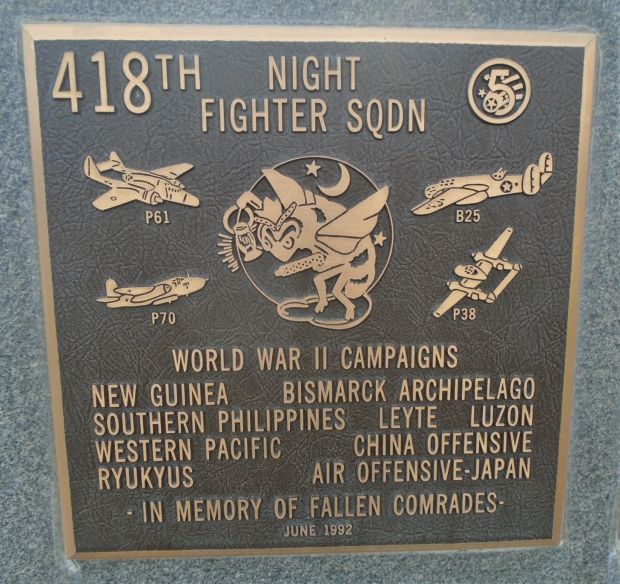 418TH NIGHT
FIGHTER SQDN
5
P61
B25
P70
P38
WORLD WAR II CAMPAIGNS
NEW GUINEA BISMARCK ARCHIPELAGO
SOUTHERN PHILIPPINES LEYTE LUZON
WESTERN PACIFIC CHINA OFFENSIVE
RYUKYUS AIR OFFENSIVE-JAPAN
- IN MEMORY OF FALLEN COMRADES-
JUNE 1992